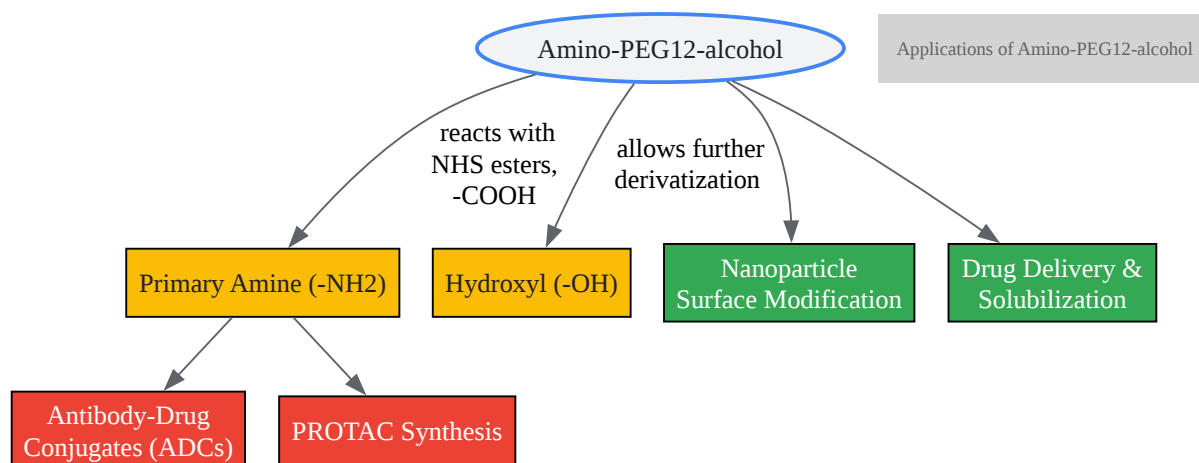 Amino-PEG12-alcohol
Applications of Amino-PEG12-alcohol
reacts with
NHS esters,
-COOH
allows further
derivatization
Primary Amine (-NH2)
Hydroxyl (-OH)
Nanoparticle
Surface Modification
Drug Delivery &
Solubilization
Antibody-Drug
Conjugates (ADCs)
PROTAC Synthesis